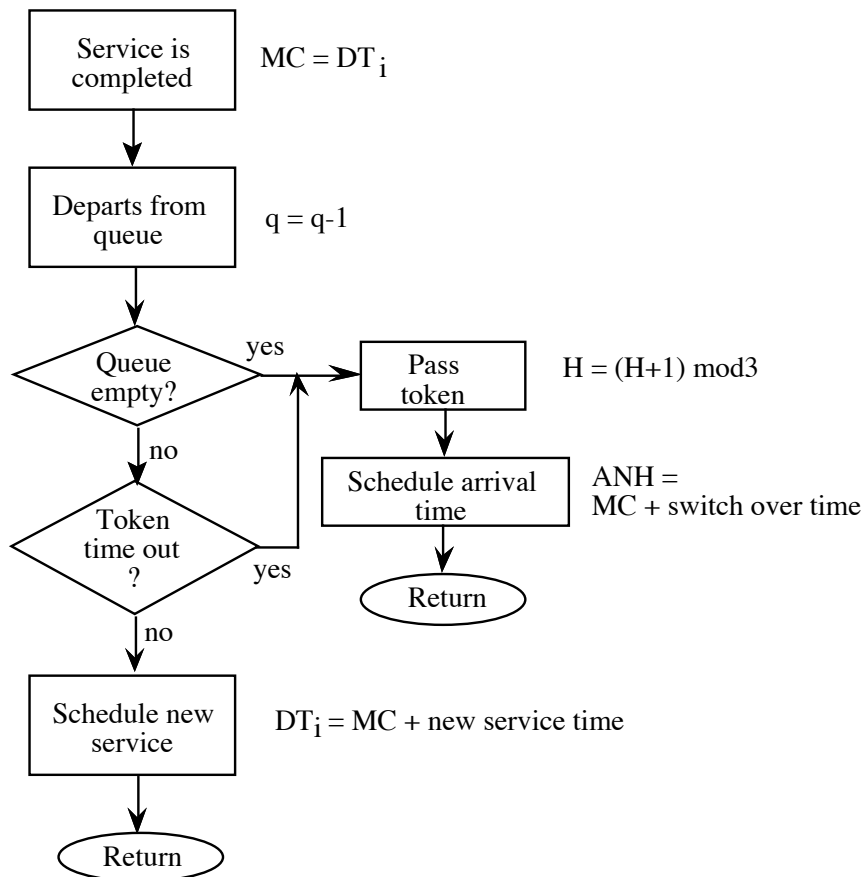 Service is
completed
MC = DTi
Departs from
queue
q = q-1
Queue
empty?
yes
Pass
token
H = (H+1) mod3
no
Schedule arrival
time
ANH =
MC + switch over time
Token
time out
?
yes
Return
no
Schedule new
service
DTi = MC + new service time
Return